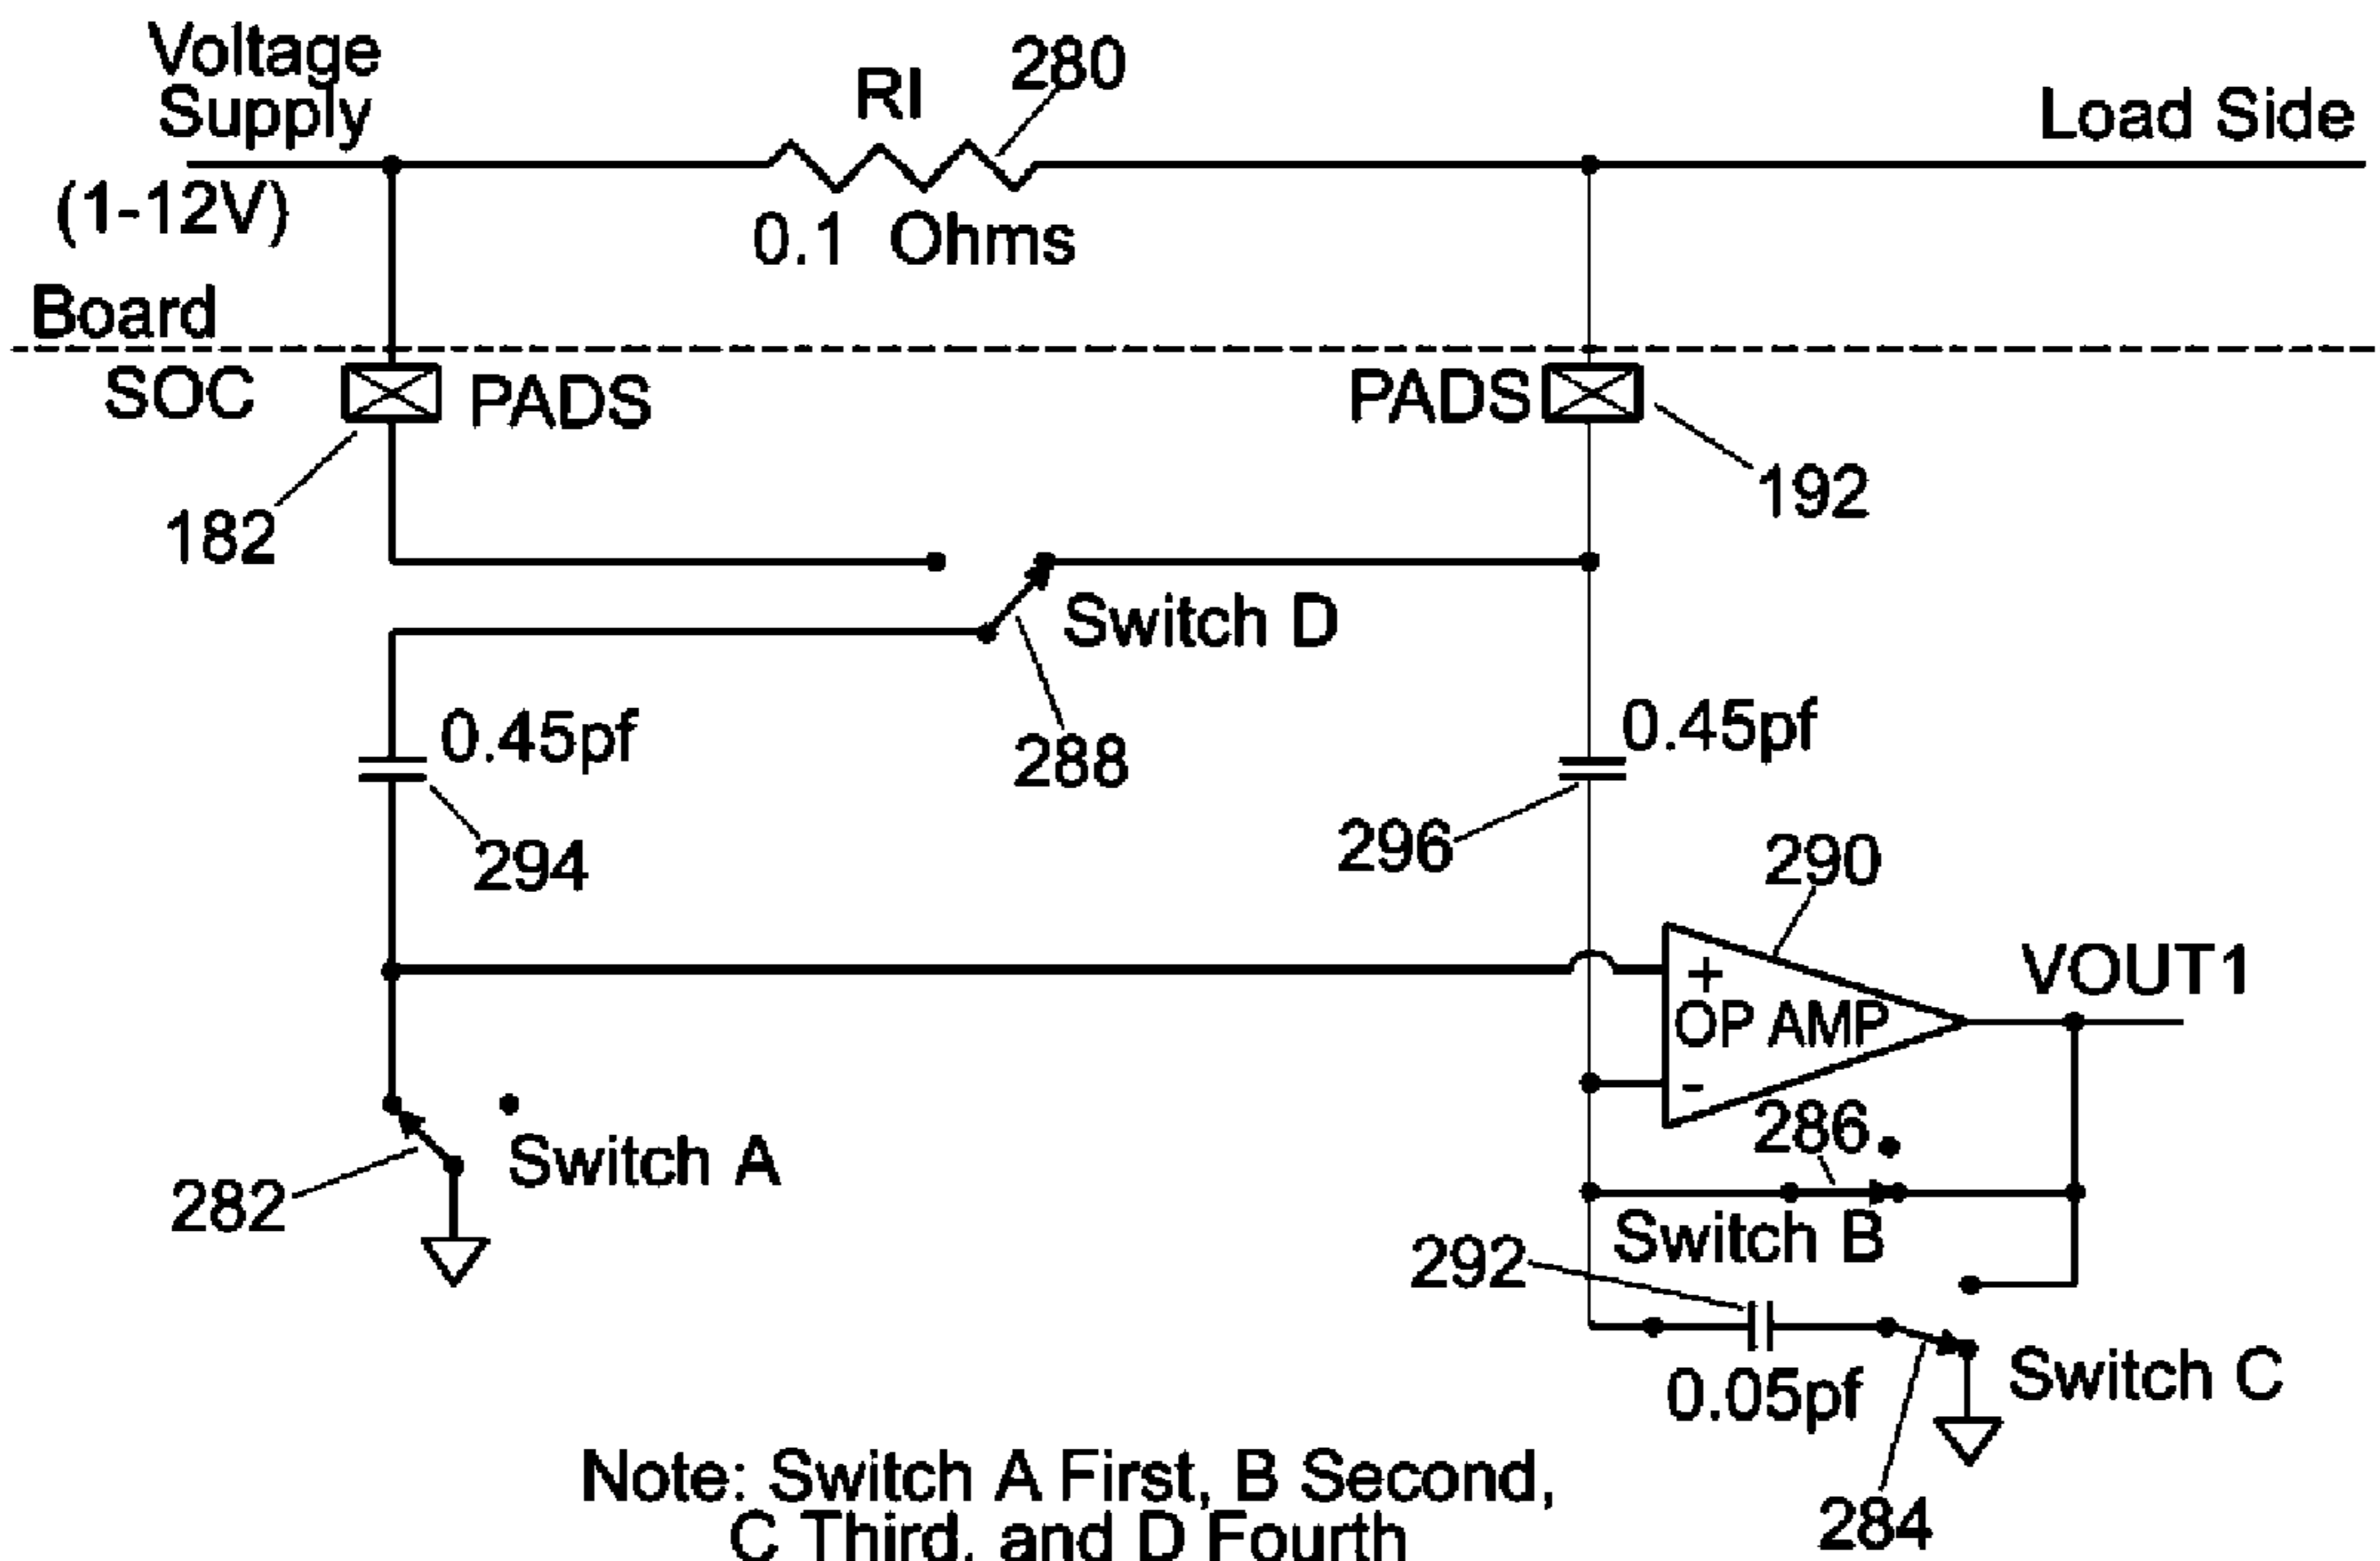 Voltage
Supply
(1-12V)
RI
280
0.1 Ohms
Load Side
Board
SOC
PADS
PADS
182
192
Switch D
288
0.45pf
294
0.45pf
296
290
+
OP AMP
-
VOUT1
Switch A
282
286
Switch B
292
0.05pf
Switch C
284
Note: Switch A First, B Second,
C Third, and D Fourth